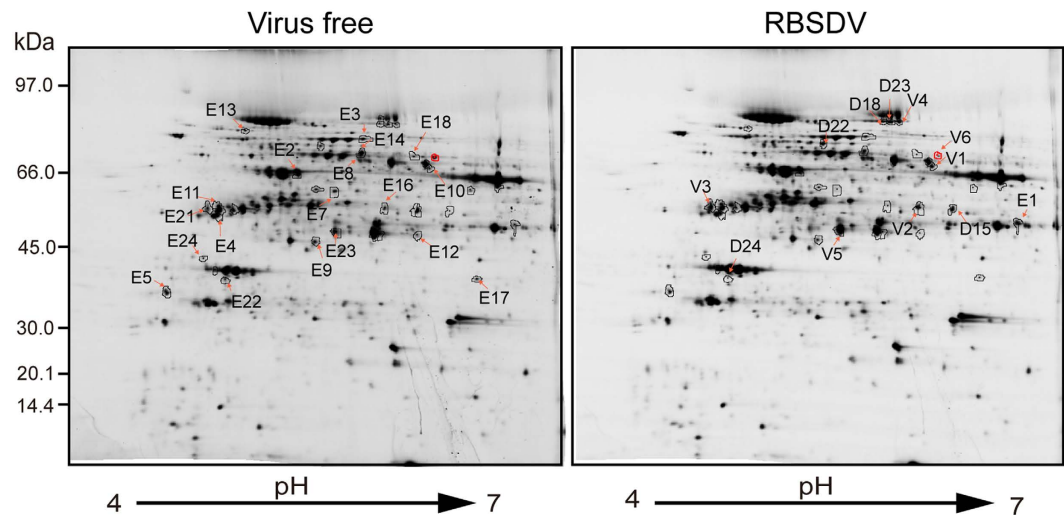 Virus free
RBSDV
kDa
97.0
66.0
45.0
30.0
20.1
14.4
E13
E3
E14
E18
E2
E8
E10
E11
E16
E21
E7
E4
E23
E12
E24
E9
E5
E22
E17
D23
D18
V4
D22
V6
V1
V3
E1
V2
D15
V5
D24
4 pH 7
4 pH 7